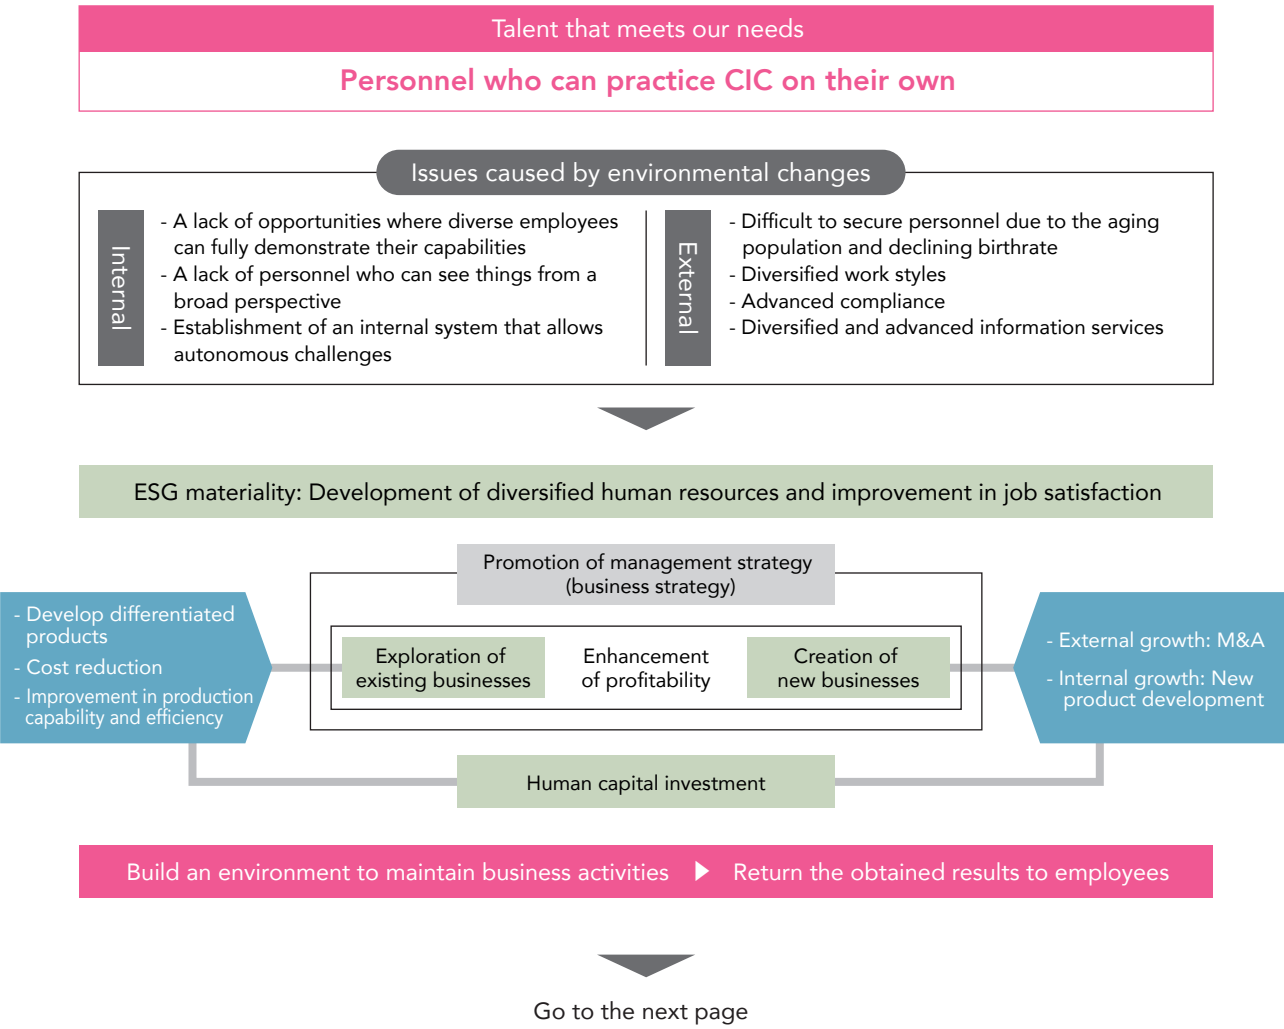 Talent that meets our needs
Personnel who can practice CIC on their own
Issues caused by environmental changes
Internal
- A lack of opportunities where diverse employees
can fully demonstrate their capabilities
- A lack of personnel who can see things from a
broad perspective
- Establishment of an internal system that allows
autonomous challenges
External
- Difficult to secure personnel due to the aging
population and declining birthrate
- Diversified work styles
- Advanced compliance
- Diversified and advanced information services
ESG materiality: Development of diversified human resources and improvement in job satisfaction
Promotion of management strategy
(business strategy)
- Develop differentiated
products
- Cost reduction
- Improvement in production
capability and efficiency
Exploration of
existing businesses
Enhancement
of profitability
Creation of
new businesses
- External growth: M&A
- Internal growth: New
product development
Human capital investment
Build an environment to maintain business activities ▶ Return the obtained results to employees
Go to the next page